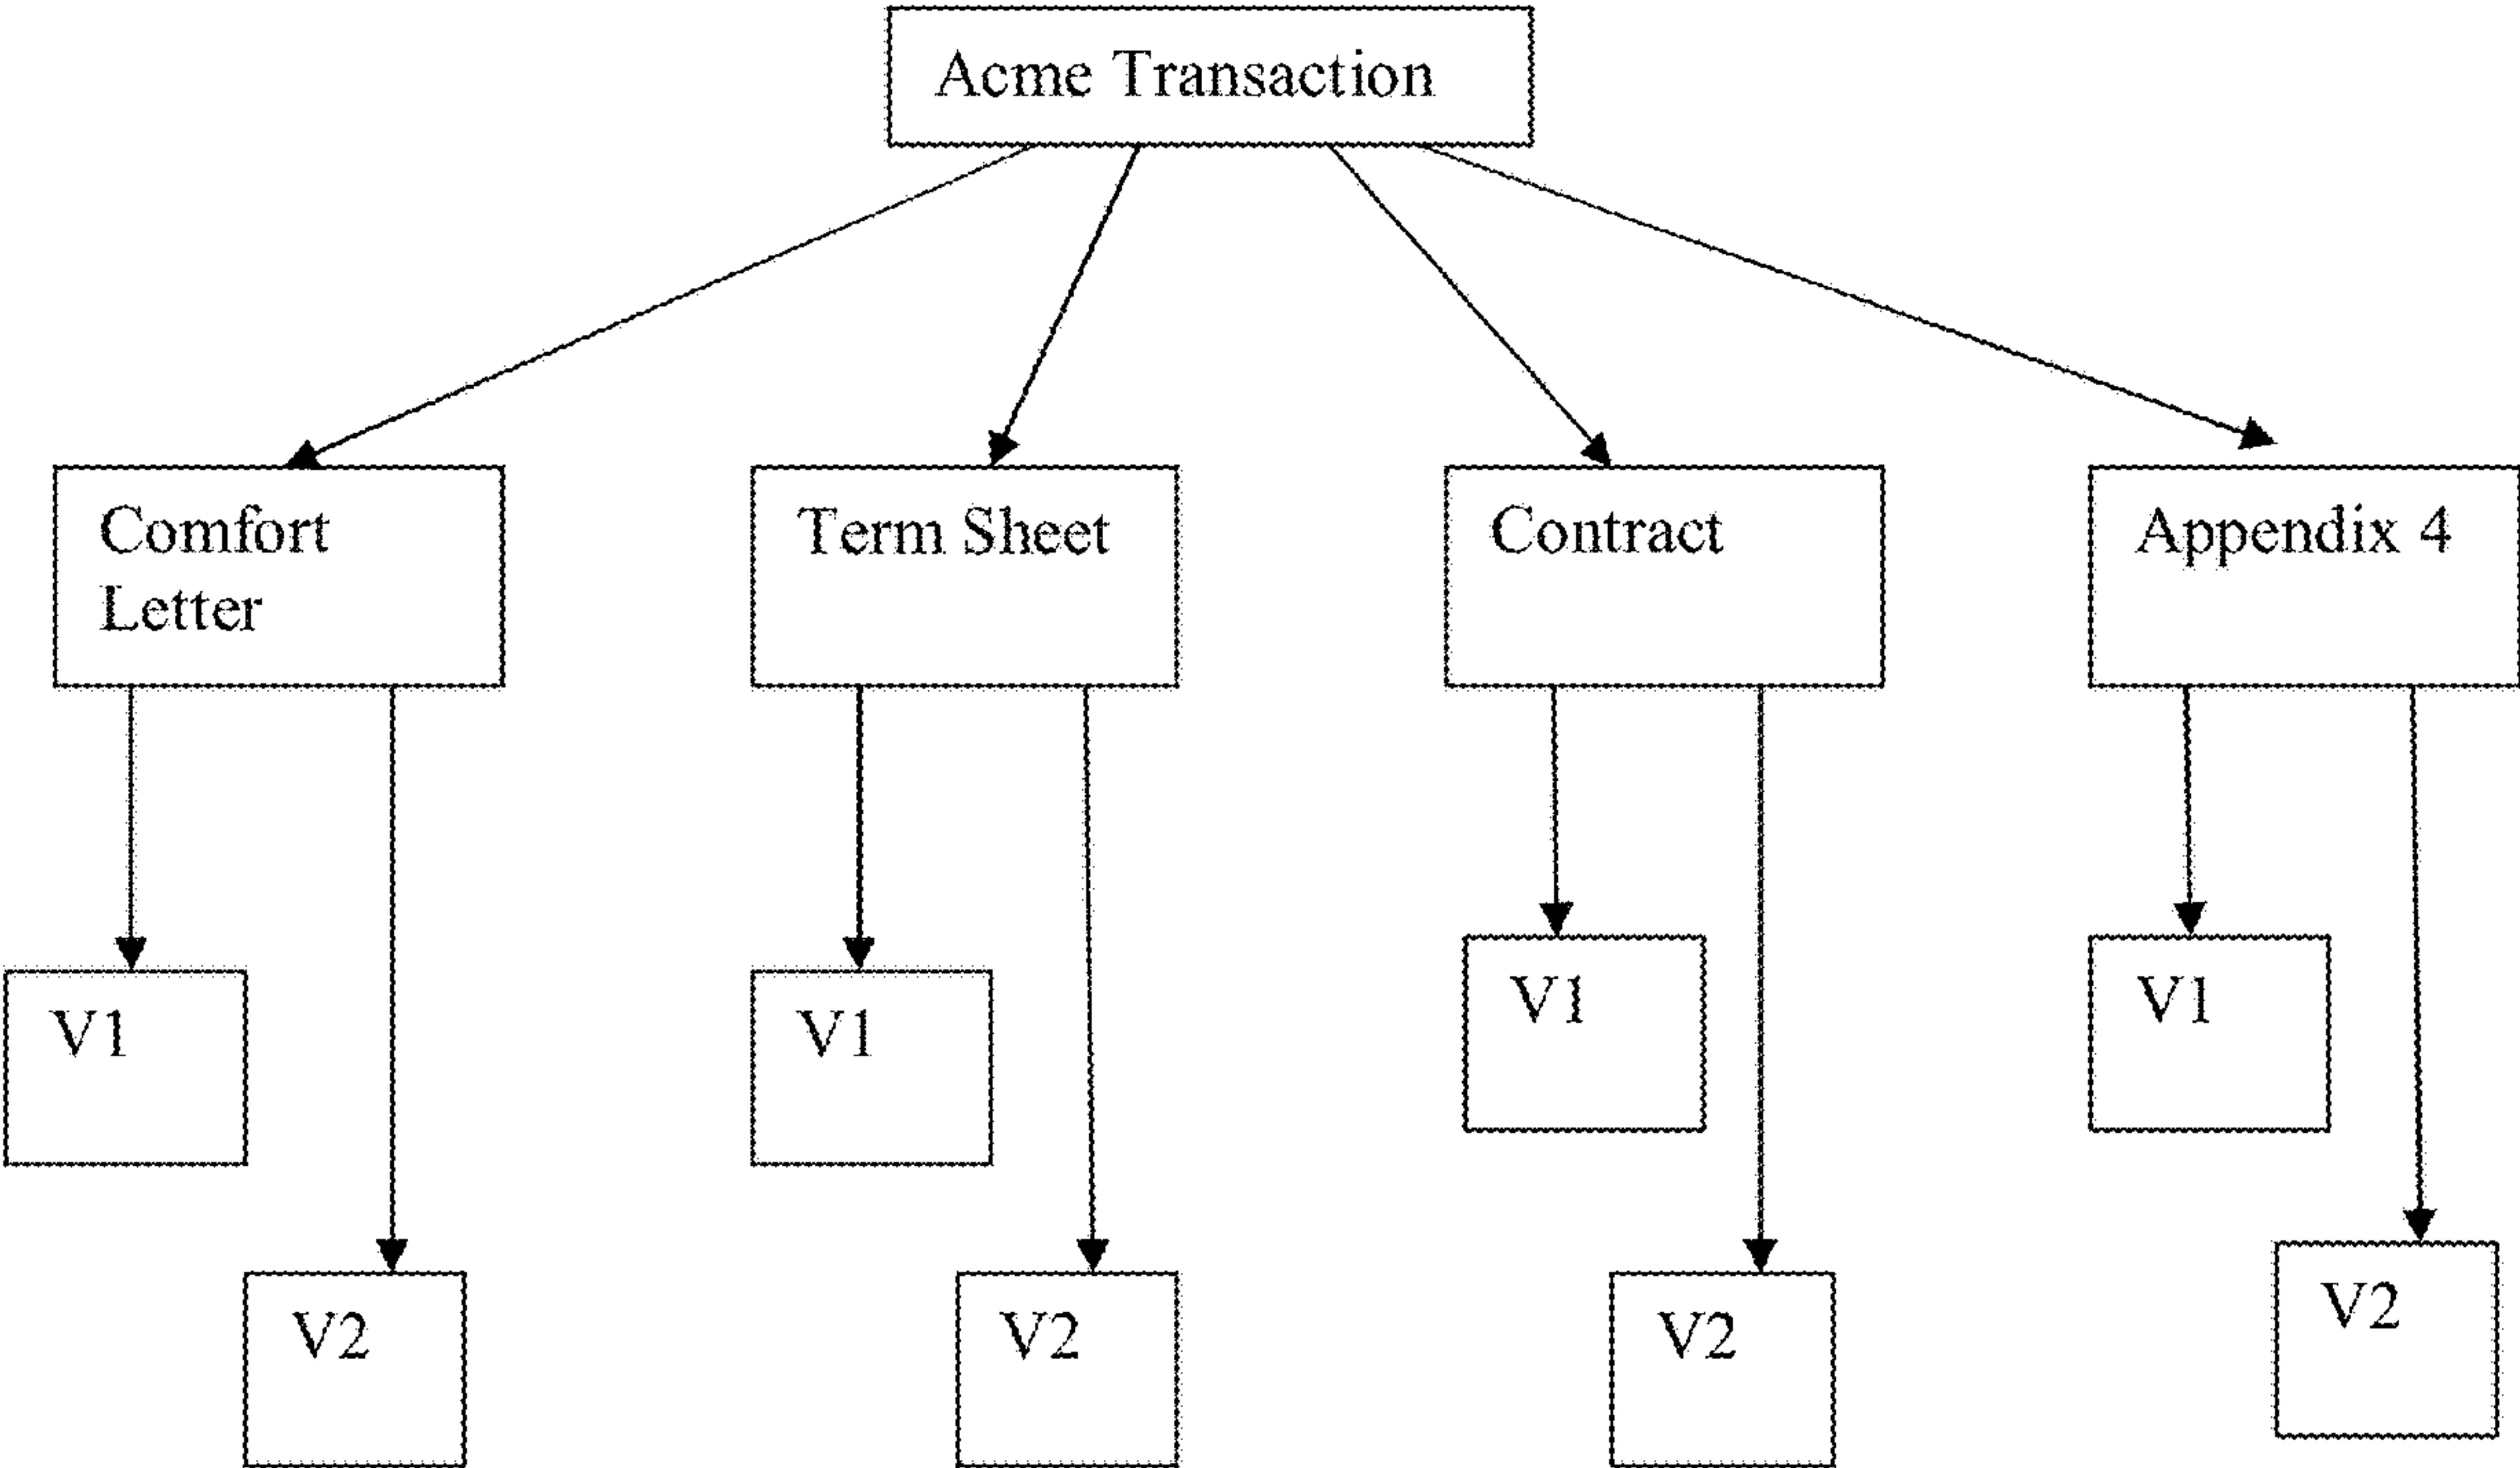 Acme Transaction
Comfort
Letter
Term Sheet
Contract
Appendix 4
V1
V1
V1
V1
V2
V2
V2
V2